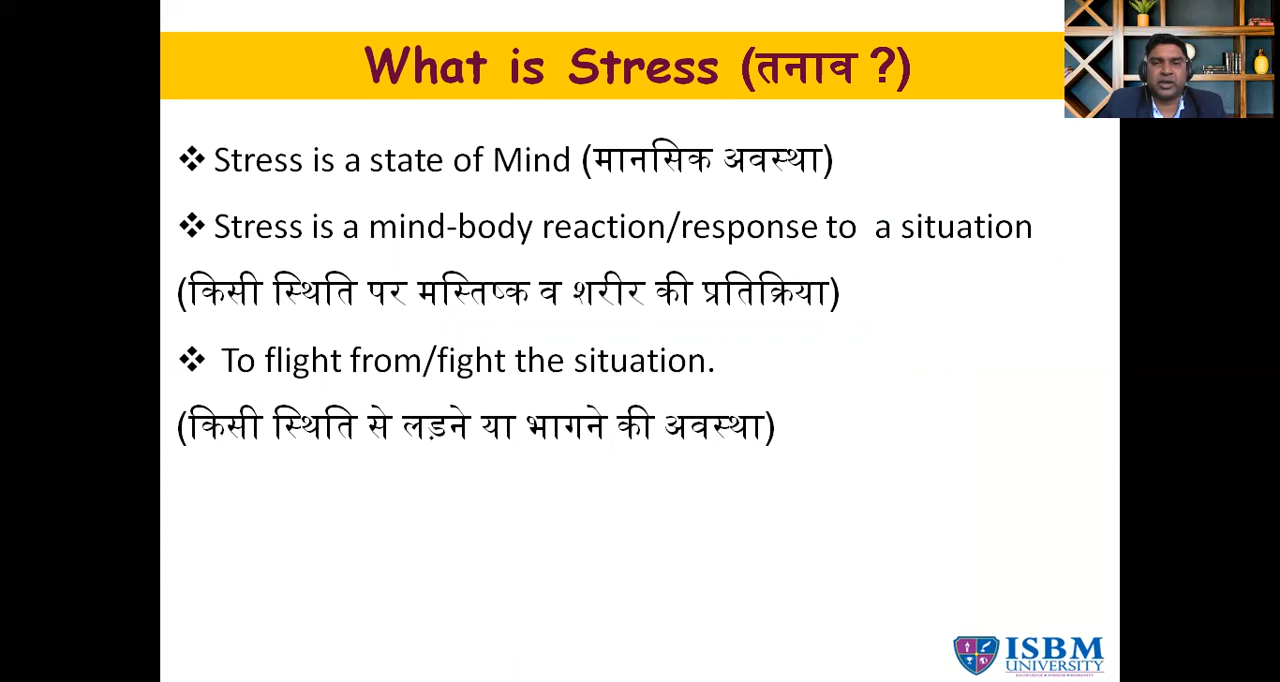 What is Stress (तनाव ?)
❖ Stress is a state of Mind (मानसिक अवस्था)
❖ Stress is a mind-body reaction/response to a situation
(किसी स्थिति पर मस्तिष्क व शरीर की प्रतिक्रिया)
❖ To flight from/fight the situation.
(किसी स्थिति से लड़ने या भागने की अवस्था)
ISBM
UNIVERSITY